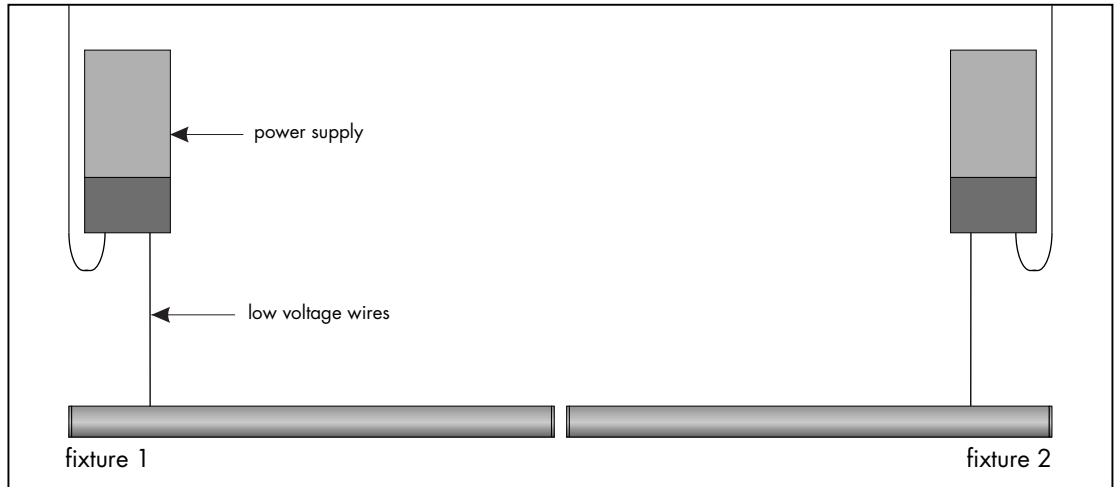 power supply
low voltage wires
fixture 1
fixture 2